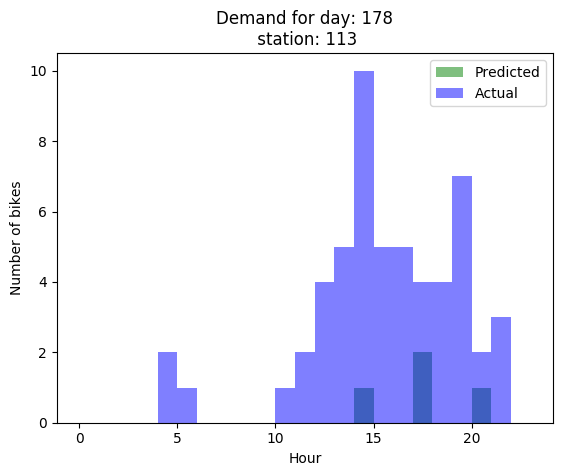 Demand for day: 178
station: 113
Predicted
Actual
Number of bikes
10
8
6
4
2
0
0 5 10 15 20
Hour